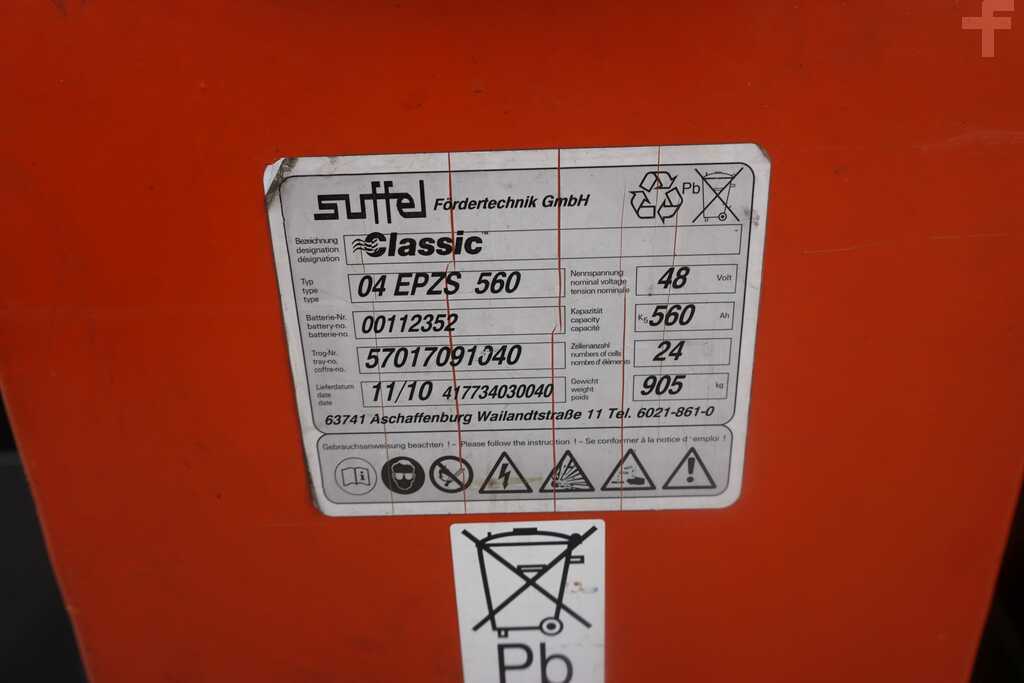 f
suffel Fördertechnik GmbH
Pb
Bezeichnung
designation
désignation
Classic™
Typ
type
type
04 EPZS 560
Nennspannung
nominal voltage
tension nominale
48 Volt
Batterie-Nr.
battery-no.
batterie-no.
00112352
Kapazität
capacity
capacité
K5 560 Ah
Trog-Nr.
tray-no.
coffre-no.
57017091040
Zellenanzahl
numbers of cells
nombre d'éléments
24
Lieferdatum
date
date
11/10 417734030040
Gewicht
weight
poids
905 kg
63741 Aschaffenburg Wailandtstraße 11 Tel. 6021-861-0
Gebrauchsanweisung beachten ! – Please follow the instruction ! – Se conformer à la notice d'emploi !
Pb